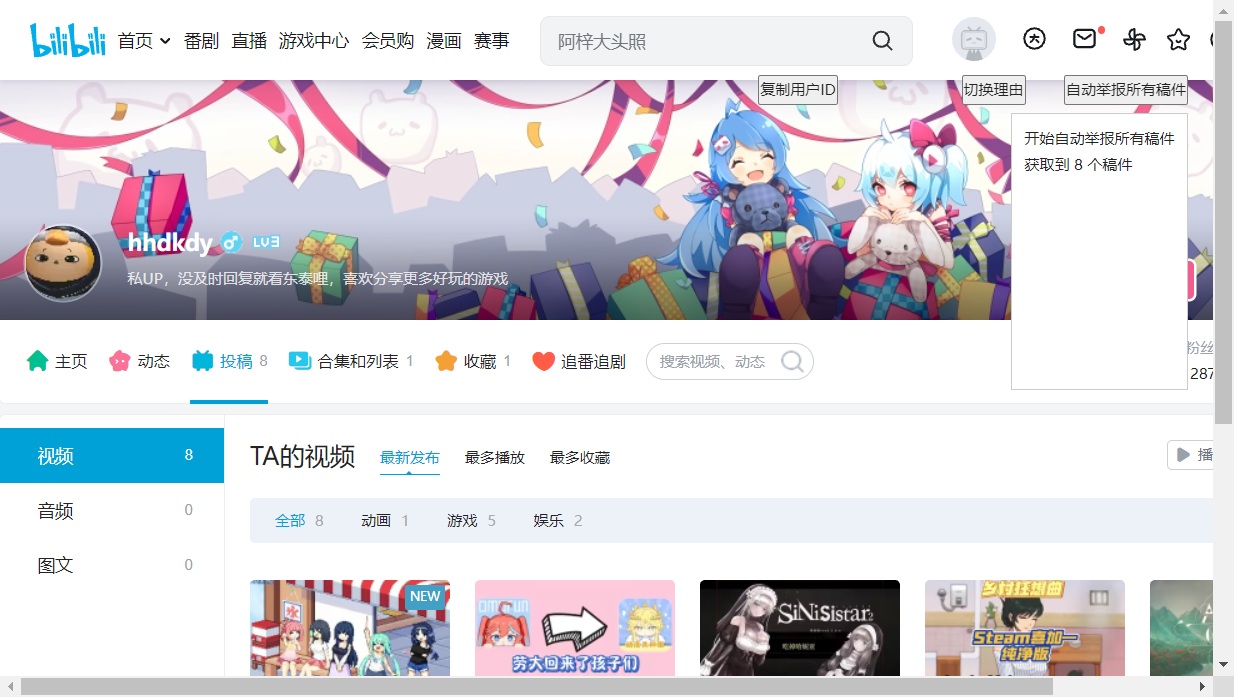 bilibili 首页 番剧 直播 游戏中心 会员购 漫画 赛事 阿梓大头照
复制用户ID 切换理由 自动举报所有稿件
开始自动举报所有稿件
获取到 8 个稿件
hhdkdy LV3
私UP，没及时回复就看东泰哩，喜欢分享更多好玩的游戏
主页 动态 投稿 8 合集和列表 1 收藏 1 追番追剧 搜索视频、动态 粉丝
287
视频 8
音频 0
图文 0
TA的视频 最新发布 最多播放 最多收藏 播
全部 8 动画 1 游戏 5 娱乐 2
NEW
劳大回来了孩子们
SiNiSistar2
乡村狂想曲
Steam喜加一
纯净版